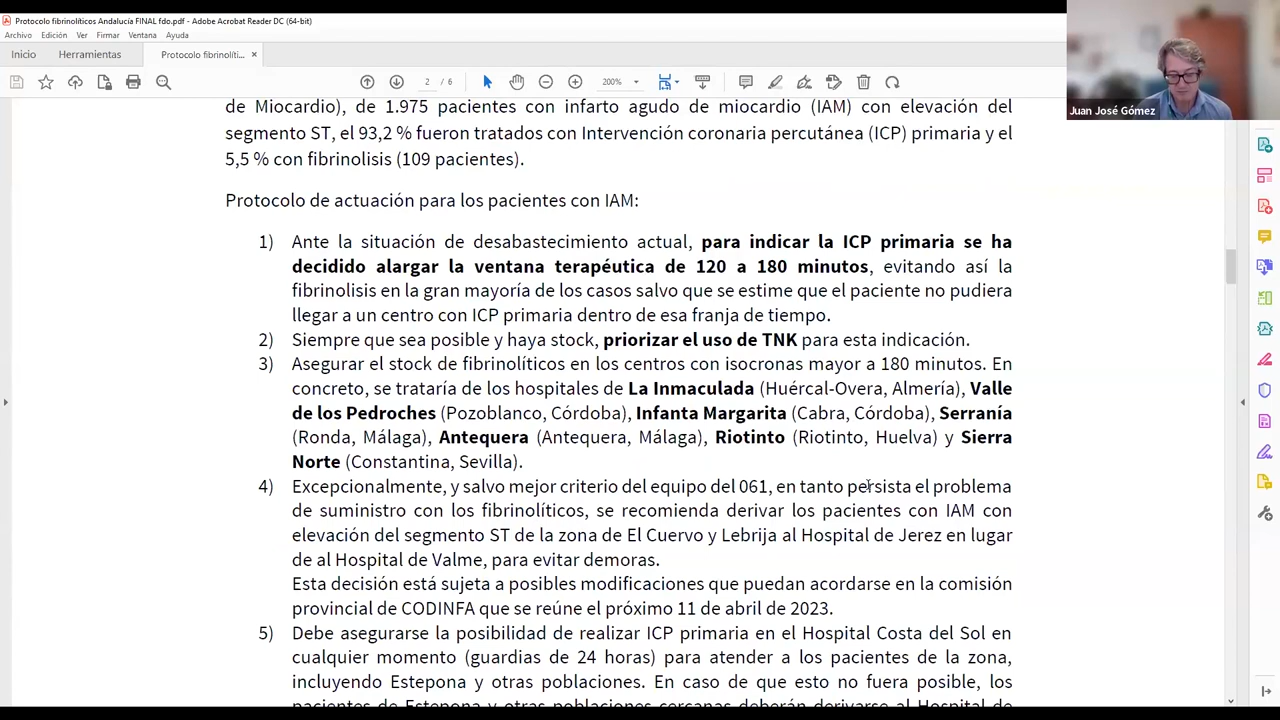 Protocolo fibrinolíticos Andalucía FINAL fdo.pdf - Adobe Acrobat Reader DC (64-bit)
Archivo Edición Ver Firmar Ventana Ayuda
Inicio Herramientas Protocolo fibrinolíti... ×
2 / 6 200%
Juan José Gómez
de Miocardio), de 1.975 pacientes con infarto agudo de miocardio (IAM) con elevación del
segmento ST, el 93,2 % fueron tratados con Intervención coronaria percutánea (ICP) primaria y el
5,5 % con fibrinolisis (109 pacientes).
Protocolo de actuación para los pacientes con IAM:
1) Ante la situación de desabastecimiento actual, para indicar la ICP primaria se ha
decidido alargar la ventana terapéutica de 120 a 180 minutos, evitando así la
fibrinolisis en la gran mayoría de los casos salvo que se estime que el paciente no pudiera
llegar a un centro con ICP primaria dentro de esa franja de tiempo.
2) Siempre que sea posible y haya stock, priorizar el uso de TNK para esta indicación.
3) Asegurar el stock de fibrinolíticos en los centros con isocronas mayor a 180 minutos. En
concreto, se trataría de los hospitales de La Inmaculada (Huércal-Overa, Almería), Valle
de los Pedroches (Pozoblanco, Córdoba), Infanta Margarita (Cabra, Córdoba), Serranía
(Ronda, Málaga), Antequera (Antequera, Málaga), Riotinto (Riotinto, Huelva) y Sierra
Norte (Constantina, Sevilla).
4) Excepcionalmente, y salvo mejor criterio del equipo del 061, en tanto persista el problema
de suministro con los fibrinolíticos, se recomienda derivar los pacientes con IAM con
elevación del segmento ST de la zona de El Cuervo y Lebrija al Hospital de Jerez en lugar
de al Hospital de Valme, para evitar demoras.
Esta decisión está sujeta a posibles modificaciones que puedan acordarse en la comisión
provincial de CODINFA que se reúne el próximo 11 de abril de 2023.
5) Debe asegurarse la posibilidad de realizar ICP primaria en el Hospital Costa del Sol en
cualquier momento (guardias de 24 horas) para atender a los pacientes de la zona,
incluyendo Estepona y otras poblaciones. En caso de que esto no fuera posible, los
pacientes de Estepona y otras poblaciones cercanas deberán derivarse al Hospital de